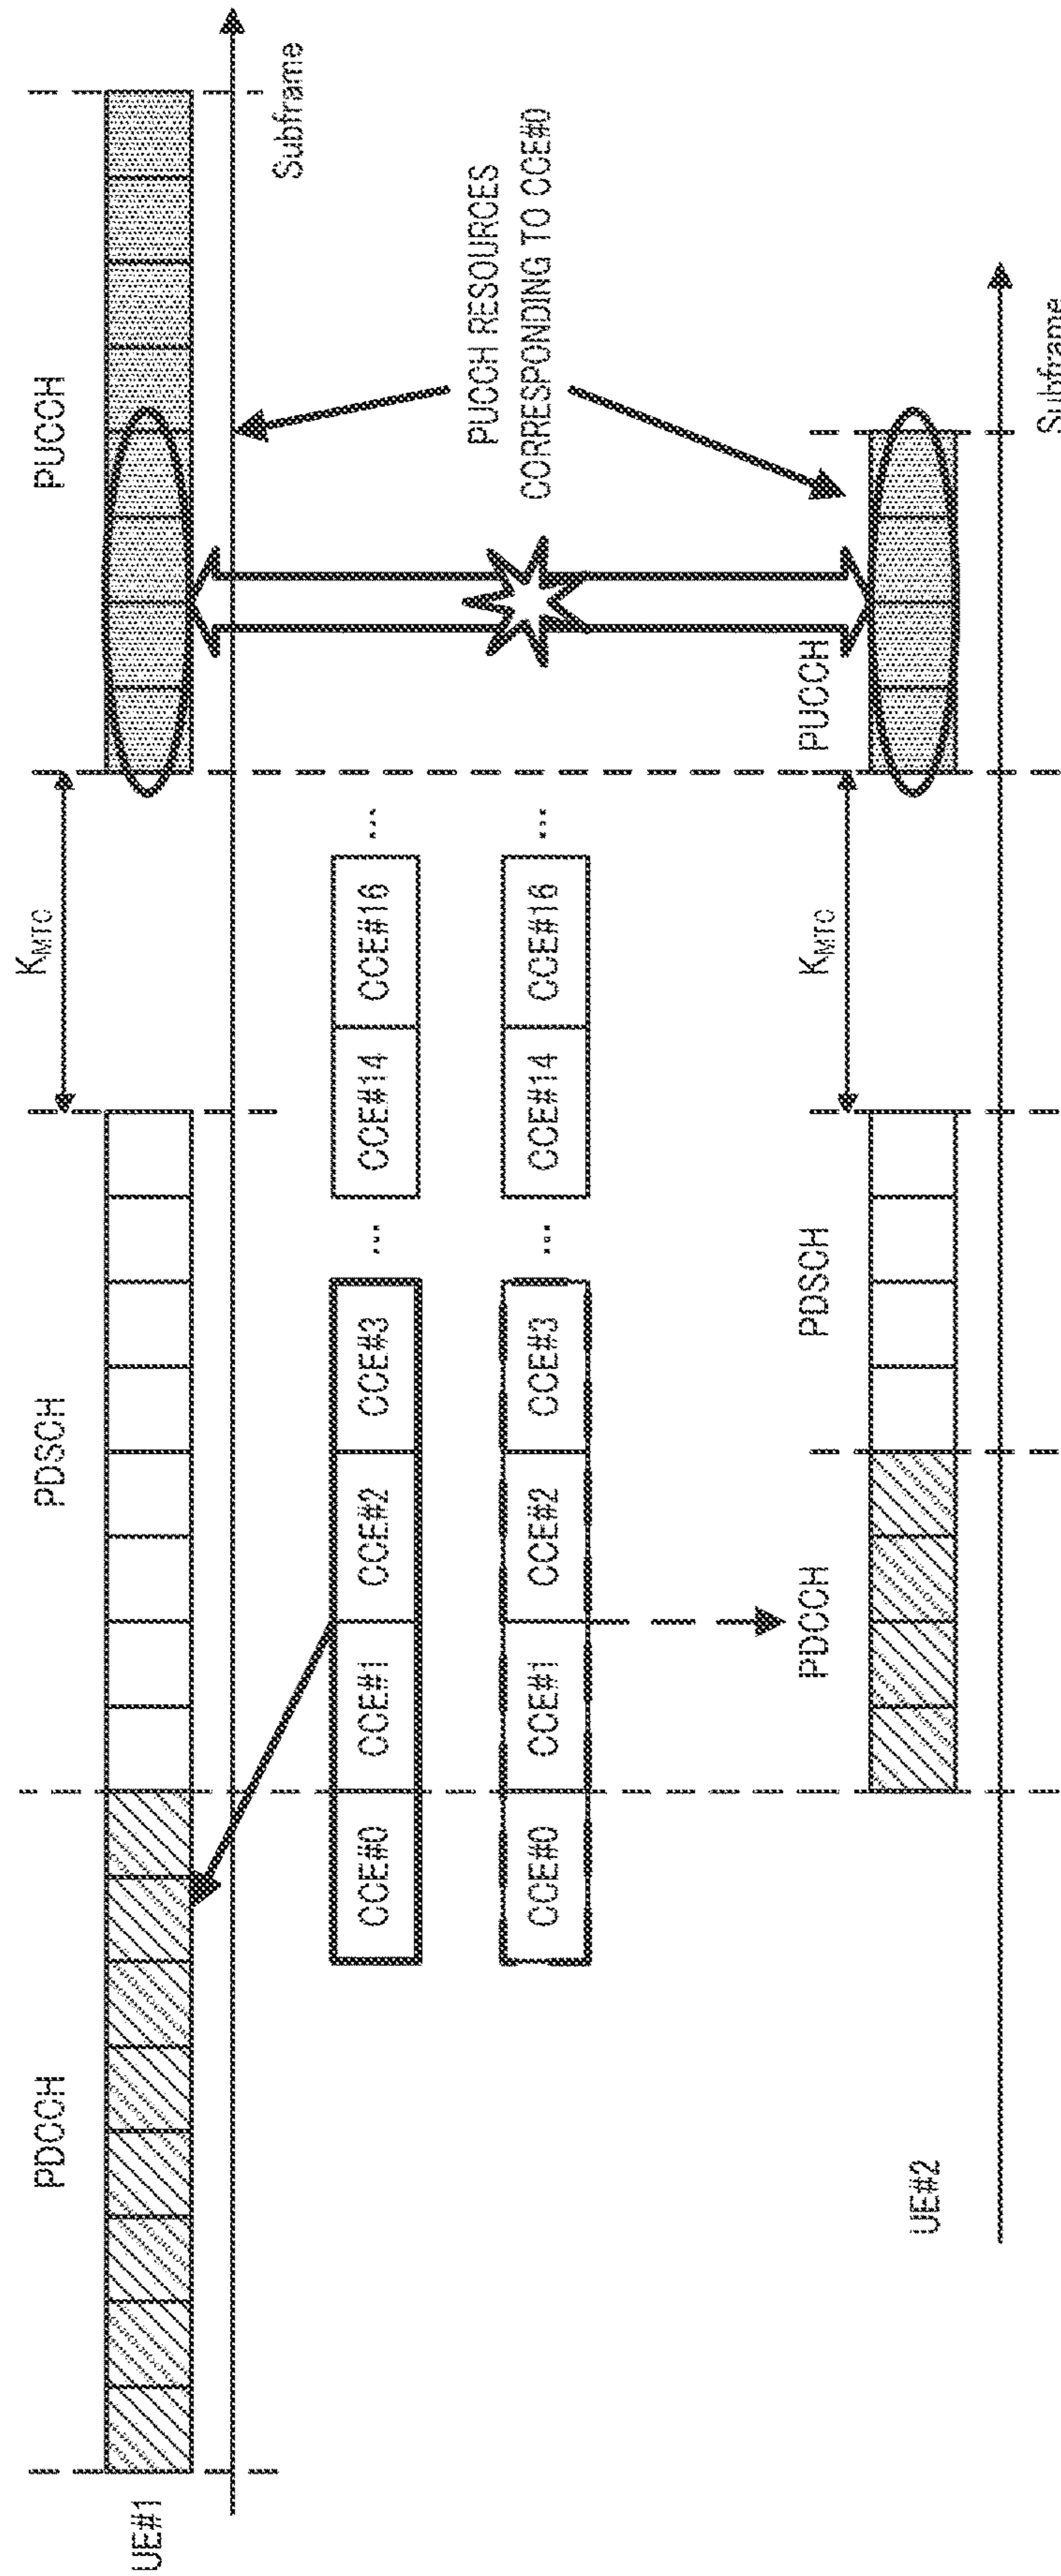 PDCCH
PDSCH
KMTC
PUCCH
UE#1
Subframe
CCE#0
CCE#1
CCE#2
CCE#3
...
CCE#14
CCE#16
...
PUCCH RESOURCES
CORRESPONDING TO CCE#0
CCE#0
CCE#1
CCE#2
CCE#3
...
CCE#14
CCE#16
...
PDCCH
PDSCH
KMTC
PUCCH
UE#2
Subframe